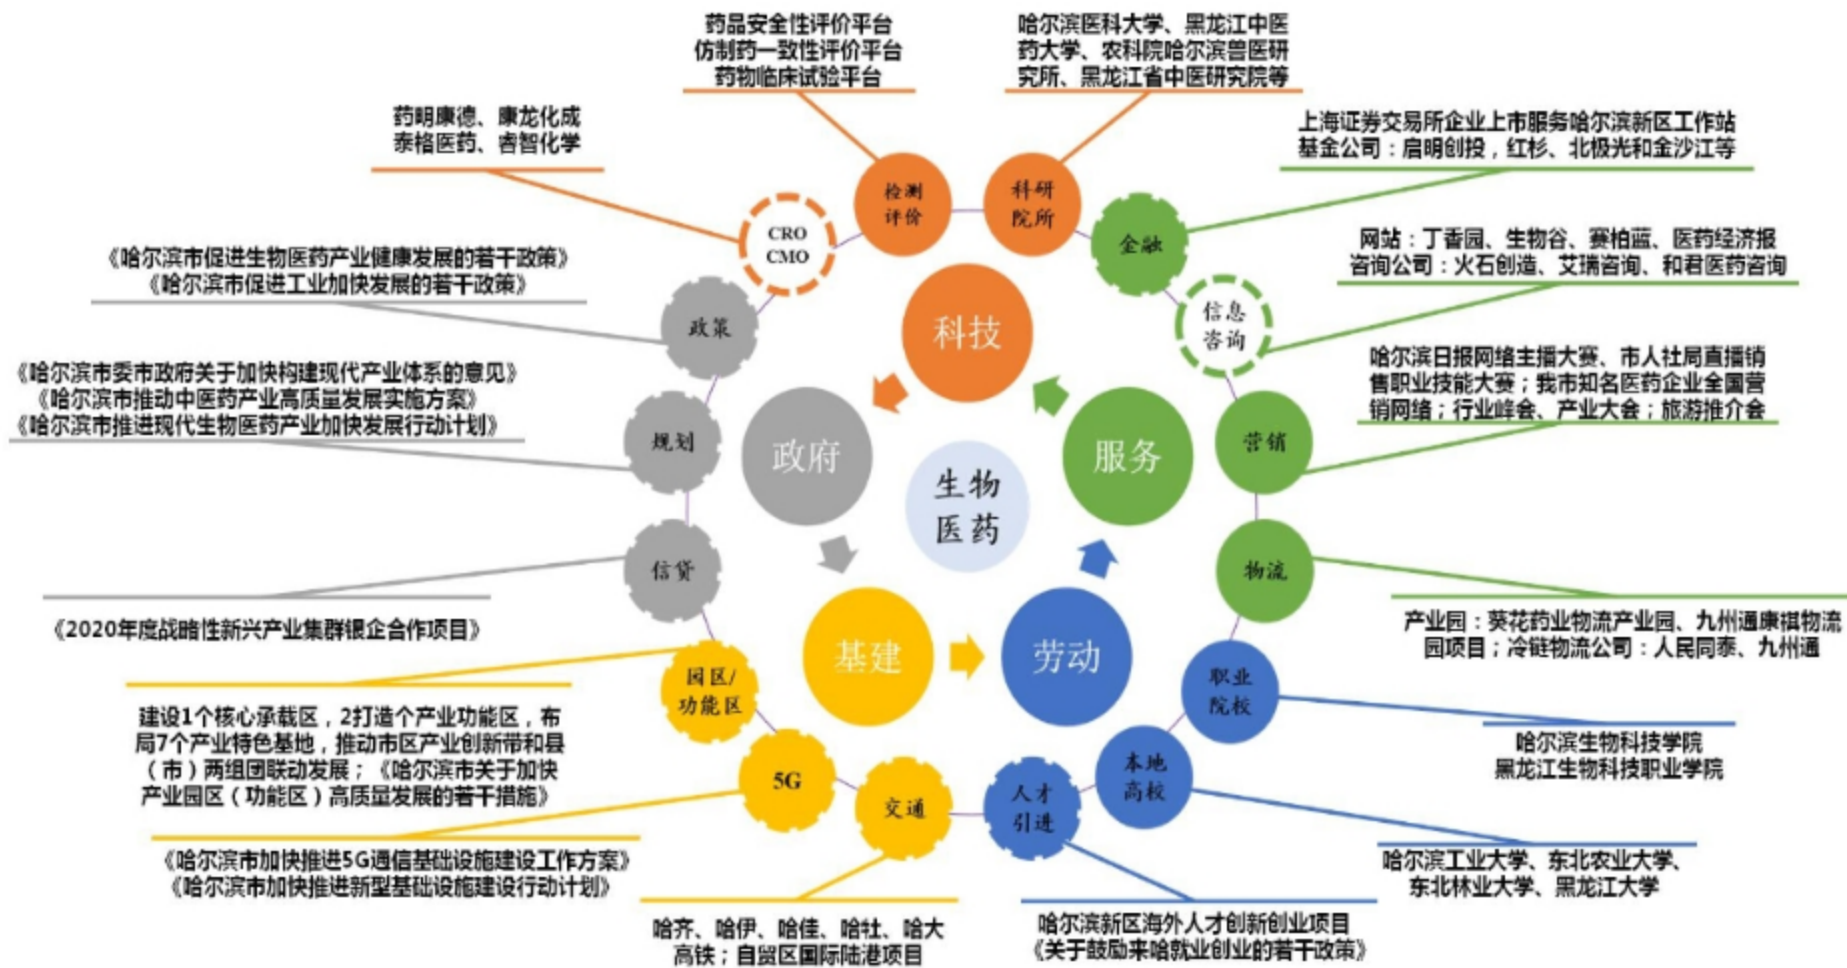 药品安全性评价平台
仿制药一致性评价平台
药物临床试验平台
哈尔滨医科大学、黑龙江中医
药大学、农科院哈尔滨兽医研
究所、黑龙江省中医研究院等
药明康德、康龙化成
泰格医药、睿智化学
上海证券交易所企业上市服务哈尔滨新区工作站
基金公司：启明创投，红杉、北极光和金沙江等
检测
评价
科研
院所
CRO
CMO
金融
《哈尔滨市促进生物医药产业健康发展的若干政策》
《哈尔滨市促进工业加快发展的若干政策》
网站：丁香园、生物谷、赛柏蓝、医药经济报
咨询公司：火石创造、艾瑞咨询、和君医药咨询
政策
信息
咨询
科技
《哈尔滨市委市政府关于加快构建现代产业体系的意见》
《哈尔滨市推动中医药产业高质量发展实施方案》
《哈尔滨市推进现代生物医药产业加快发展行动计划》
哈尔滨日报网络主播大赛、市人社局直播销
售职业技能大赛；我市知名医药企业全国营
销网络；行业峰会、产业大会；旅游推介会
规划
政府
服务
营销
生物
医药
信贷
物流
《2020年度战略性新兴产业集群银企合作项目》
产业园：葵花药业物流产业园、九州通康祺物流
园项目；冷链物流公司：人民同泰、九州通
基建
劳动
园区/
功能区
职业
院校
建设1个核心承载区，2打造个产业功能区，布
局7个产业特色基地，推动市区产业创新带和县
（市）两组团联动发展；《哈尔滨市关于加快
产业园区（功能区）高质量发展的若干措施》
哈尔滨生物科技学院
黑龙江生物科技职业学院
5G
交通
人才
引进
本地
高校
《哈尔滨市加快推进5G通信基础设施建设工作方案》
《哈尔滨市加快推进新型基础设施建设行动计划》
哈尔滨工业大学、东北农业大学、
东北林业大学、黑龙江大学
哈齐、哈伊、哈佳、哈牡、哈大
高铁；自贸区国际陆港项目
哈尔滨新区海外人才创新创业项目
《关于鼓励来哈就业创业的若干政策》